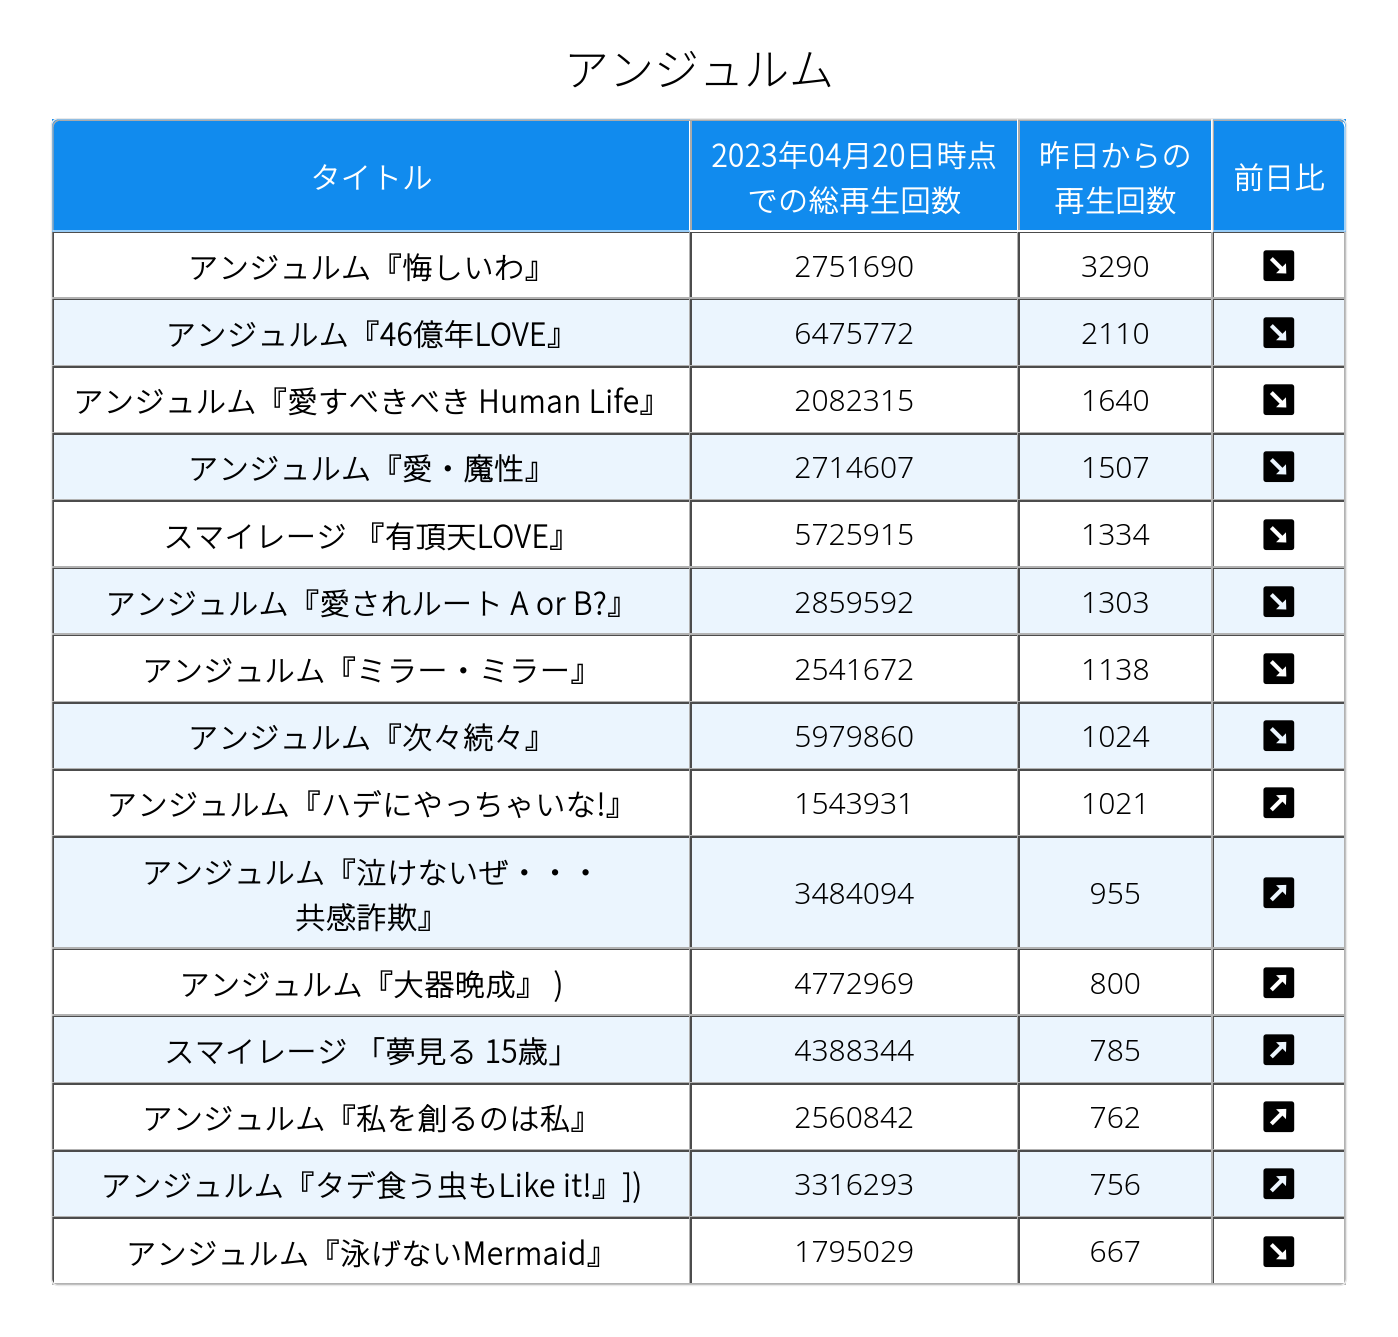 アンジュルム
タイトル 2023年04月20日時点 昨日からの 前日比
での総再生回数 再生回数
アンジュルム『悔しいわ』 2751690 3290 ↘
アンジュルム『46億年LOVE』 6475772 2110 ↘
アンジュルム『愛すべきべき Human Life』 2082315 1640 ↘
アンジュルム『愛・魔性』 2714607 1507 ↘
スマイレージ 『有頂天LOVE』 5725915 1334 ↘
アンジュルム『愛されルート A or B?』 2859592 1303 ↘
アンジュルム『ミラー・ミラー』 2541672 1138 ↘
アンジュルム『次々続々』 5979860 1024 ↘
アンジュルム『ハデにやっちゃいな!』 1543931 1021 ↗
アンジュルム『泣けないぜ・・・
共感詐欺』 3484094 955 ↗
アンジュルム『大器晩成』 ) 4772969 800 ↗
スマイレージ 「夢見る 15歳」 4388344 785 ↗
アンジュルム『私を創るのは私』 2560842 762 ↗
アンジュルム『タデ食う虫もLike it!』]) 3316293 756 ↗
アンジュルム『泳げないMermaid』 1795029 667 ↘